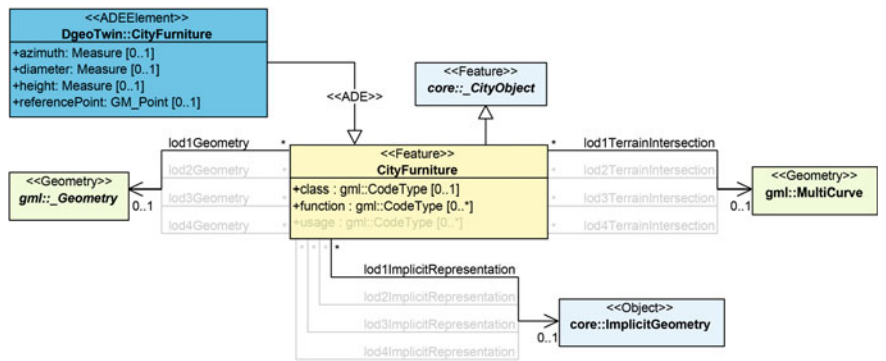 <<ADEElement>>
DgeoTwin::CityFurniture
+azimuth: Measure [0..1]
+diameter: Measure [0..1]
+height: Measure [0..1]
+referencePoint: GM_Point [0..1]
<<ADE>>
<<Feature>>
core::_CityObject
lod1Geometry
*
lod2Geometry
*
lod3Geometry
*
lod4Geometry
*
<<Geometry>>
gml::_Geometry
0..1
<<Feature>>
CityFurniture
+class : gml::CodeType [0..1]
+function : gml::CodeType [0..*]
+usage : gml::CodeType [0..*]
*
lod1TerrainIntersection
*
lod2TerrainIntersection
*
lod3TerrainIntersection
*
lod4TerrainIntersection
<<Geometry>>
gml::MultiCurve
0..1
* * * *
lod1ImplicitRepresentation
lod2ImplicitRepresentation
lod3ImplicitRepresentation
lod4ImplicitRepresentation
<<Object>>
core::ImplicitGeometry
0..1